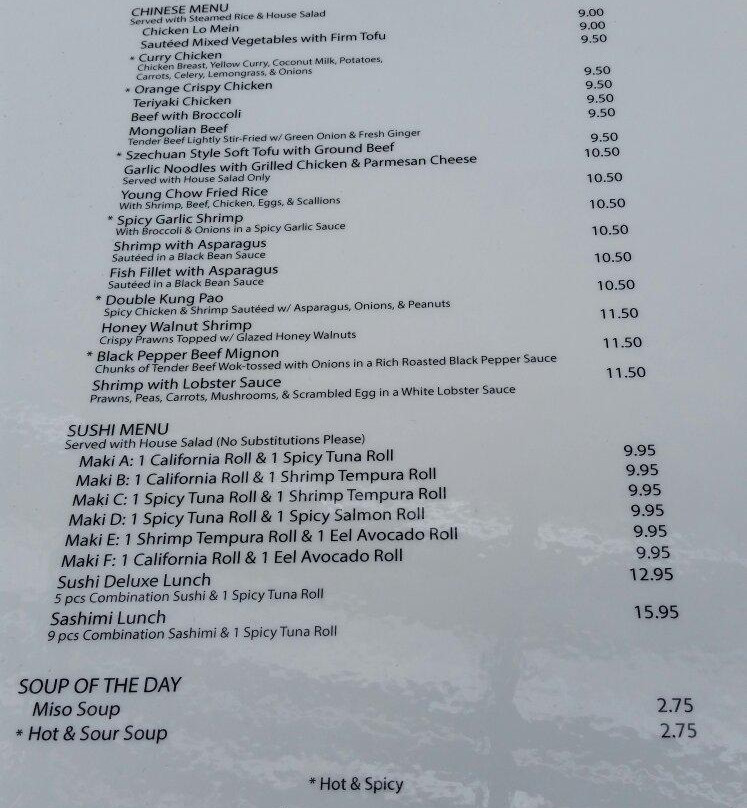 CHINESE MENU
Served with Steamed Rice & House Salad
Chicken Lo Mein 9.00
Sautéed Mixed Vegetables with Firm Tofu 9.00
* Curry Chicken 9.50
Chicken Breast, Yellow Curry, Coconut Milk, Potatoes,
Carrots, Celery, Lemongrass, & Onions
* Orange Crispy Chicken 9.50
Teriyaki Chicken 9.50
Beef with Broccoli 9.50
Mongolian Beef 9.50
Tender Beef Lightly Stir-Fried w/ Green Onion & Fresh Ginger
* Szechuan Style Soft Tofu with Ground Beef 9.50
Garlic Noodles with Grilled Chicken & Parmesan Cheese 10.50
Served with House Salad Only
Young Chow Fried Rice 10.50
With Shrimp, Beef, Chicken, Eggs, & Scallions
* Spicy Garlic Shrimp 10.50
With Broccoli & Onions in a Spicy Garlic Sauce
Shrimp with Asparagus 10.50
Sautéed in a Black Bean Sauce
Fish Fillet with Asparagus 10.50
Sautéed in a Black Bean Sauce
* Double Kung Pao 10.50
Spicy Chicken & Shrimp Sautéed w/ Asparagus, Onions, & Peanuts
Honey Walnut Shrimp 11.50
Crispy Prawns Topped w/ Glazed Honey Walnuts
* Black Pepper Beef Mignon 11.50
Chunks of Tender Beef Wok-tossed with Onions in a Rich Roasted Black Pepper Sauce
Shrimp with Lobster Sauce 11.50
Prawns, Peas, Carrots, Mushrooms, & Scrambled Egg in a White Lobster Sauce
SUSHI MENU
Served with House Salad (No Substitutions Please)
Maki A: 1 California Roll & 1 Spicy Tuna Roll 9.95
Maki B: 1 California Roll & 1 Shrimp Tempura Roll 9.95
Maki C: 1 Spicy Tuna Roll & 1 Shrimp Tempura Roll 9.95
Maki D: 1 Spicy Tuna Roll & 1 Spicy Salmon Roll 9.95
Maki E: 1 Shrimp Tempura Roll & 1 Eel Avocado Roll 9.95
Maki F: 1 California Roll & 1 Eel Avocado Roll 9.95
Sushi Deluxe Lunch 12.95
5 pcs Combination Sushi & 1 Spicy Tuna Roll
Sashimi Lunch 15.95
9 pcs Combination Sashimi & 1 Spicy Tuna Roll
SOUP OF THE DAY
Miso Soup 2.75
* Hot & Sour Soup 2.75
* Hot & Spicy